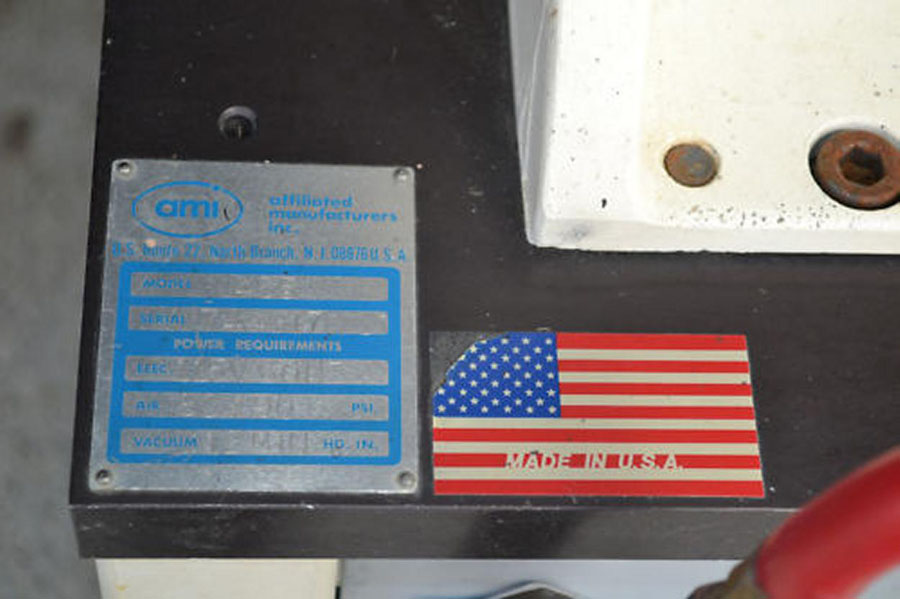 ami
affiliated
manufacturers
inc.
U.S. Route 22, North Branch, N.J. 08876 U.S.A.
MODEL
SERIAL
POWER REQUIREMENTS
ELEC.
AIR PSI.
VACUUM HG. IN.
MADE IN U.S.A.